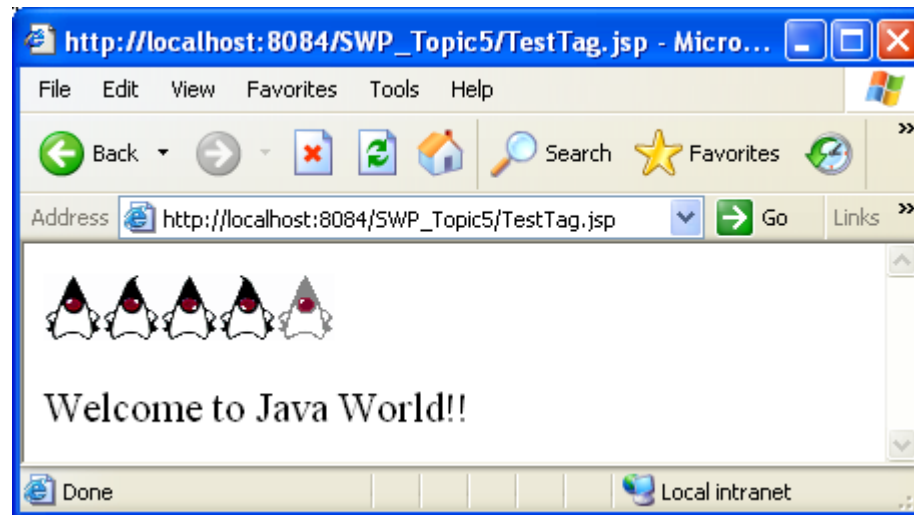 http://localhost:8084/SWP_Topic5/TestTag.jsp - Micro...
File Edit View Favorites Tools Help
Back Search Favorites »
Address http://localhost:8084/SWP_Topic5/TestTag.jsp Go Links »
Welcome to Java World!!
Done Local intranet